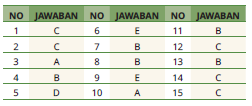 NO JAWABAN NO JAWABAN NO JAWABAN
1 C 6 E 11 B
2 C 7 B 12 C
3 A 8 B 13 B
4 B 9 E 14 C
5 D 10 A 15 C